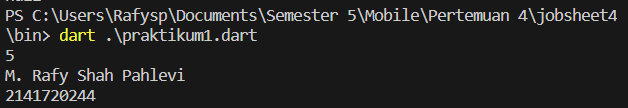 PS C:\Users\Rafysp\Documents\Semester 5\Mobile\Pertemuan 4\jobsheet4
\bin> dart .\praktikum1.dart
5
M. Rafy Shah Pahlevi
2141720244